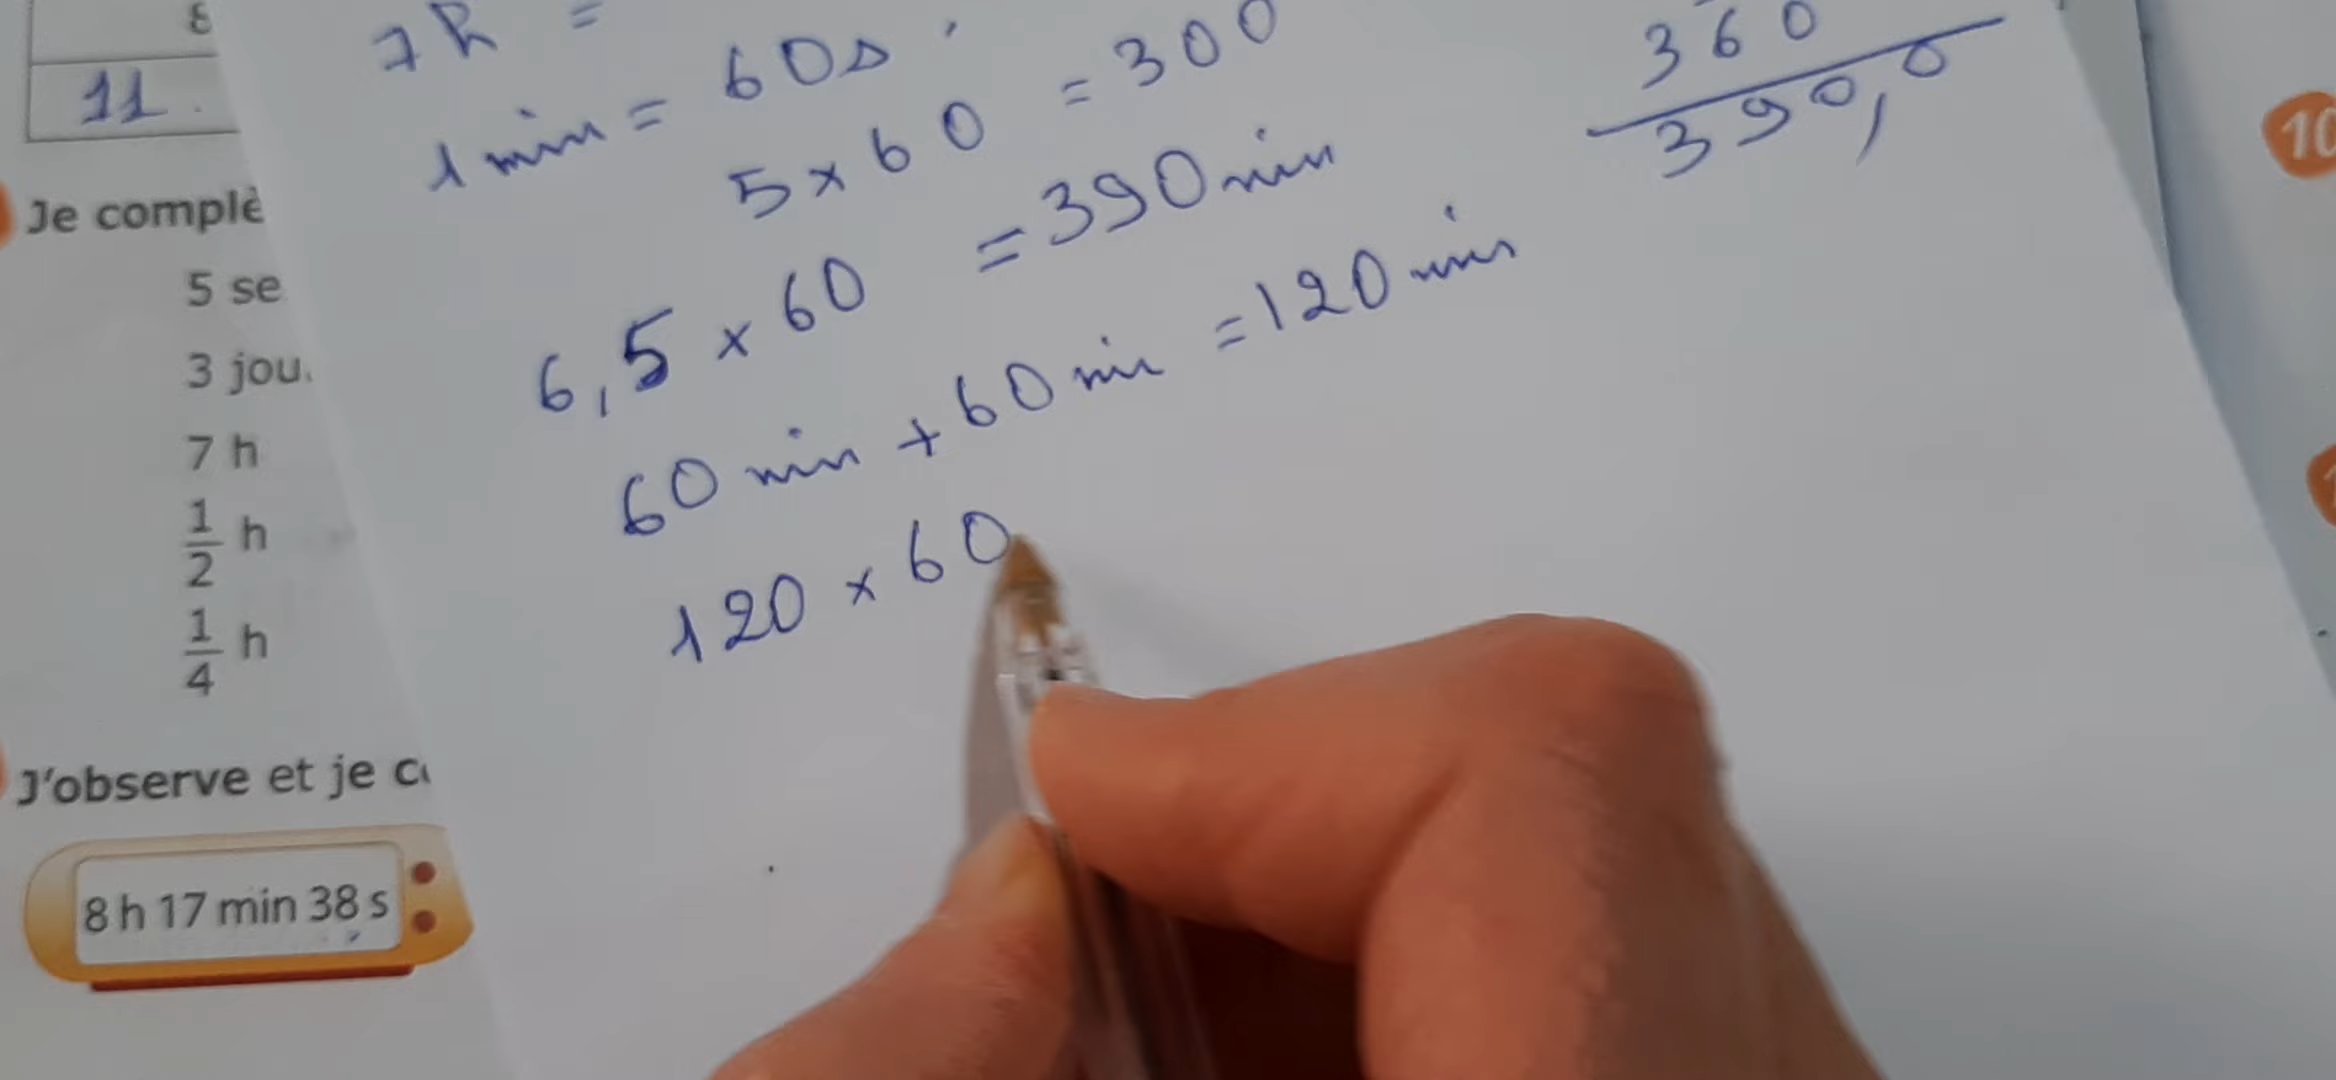 11
Je complè
5 se
3 jou
7 h
1/2 h
1/4 h
J'observe et je c
8 h 17 min 38 s
7h =
1 min = 60s
5 × 60 = 300
6,5 × 60 = 390 min
60 min + 60 min = 120 min
120 × 60
360
390,0
10